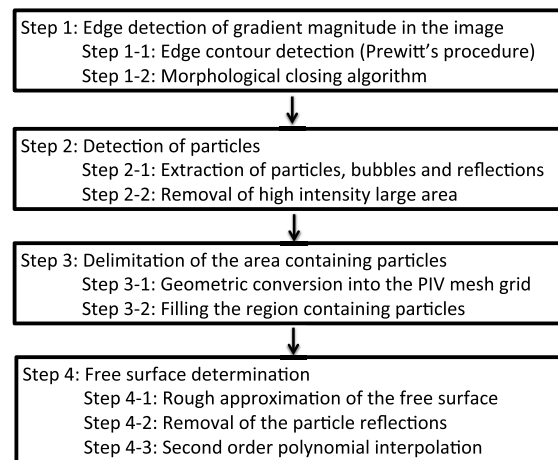 Step 1: Edge detection of gradient magnitude in the image
Step 1-1: Edge contour detection (Prewitt's procedure)
Step 1-2: Morphological closing algorithm
Step 2: Detection of particles
Step 2-1: Extraction of particles, bubbles and reflections
Step 2-2: Removal of high intensity large area
Step 3: Delimitation of the area containing particles
Step 3-1: Geometric conversion into the PIV mesh grid
Step 3-2: Filling the region containing particles
Step 4: Free surface determination
Step 4-1: Rough approximation of the free surface
Step 4-2: Removal of the particle reflections
Step 4-3: Second order polynomial interpolation